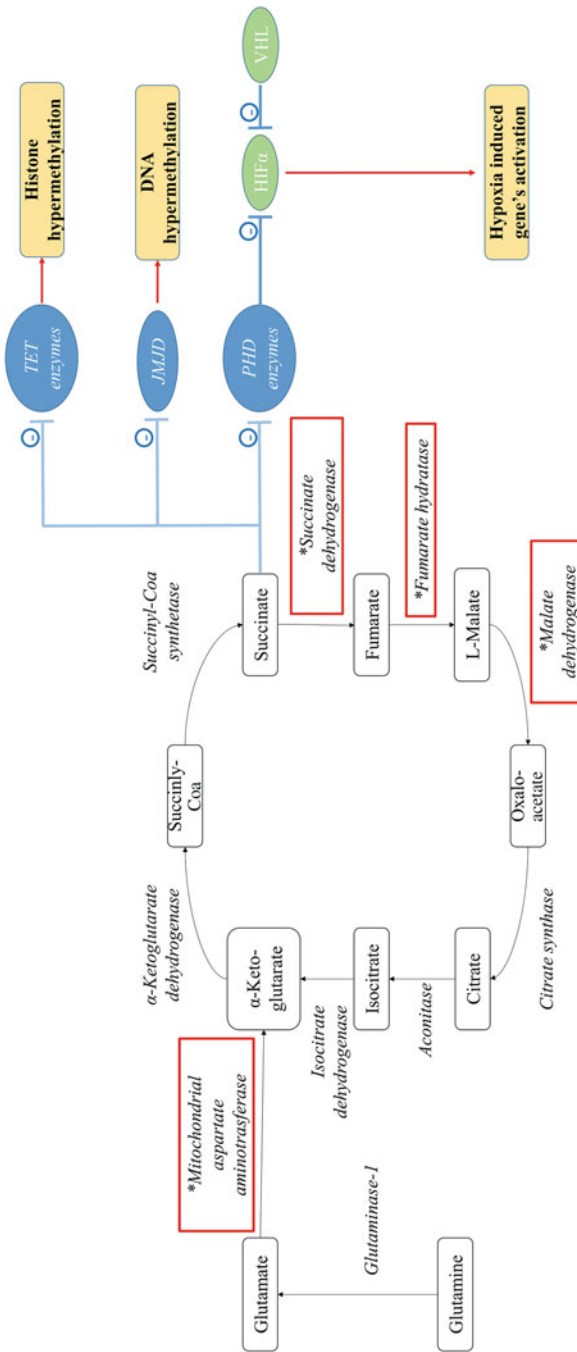 Glutamine
Glutaminase-1
Glutamate
*Mitochondrial
aspartate
aminotrasferase
α-Keto-
glutarate
α-Ketoglutarate
dehydrogenase
Isocitrate
dehydrogenase
Isocitrate
Aconitase
Citrate
Citrate synthase
Succinly-
Coa
Oxalo-
acetate
Succinyl-Coa
synthetase
Succinate
*Succinate
dehydrogenase
Fumarate
*Fumarate hydratase
L-Malate
*Malate
dehydrogenase
-
-
-
TET
enzymes
JMJD
PHD
enzymes
Histone
hypermethylation
DNA
hypermethylation
-
HIFα
-
VHL
Hypoxia induced
gene's activation